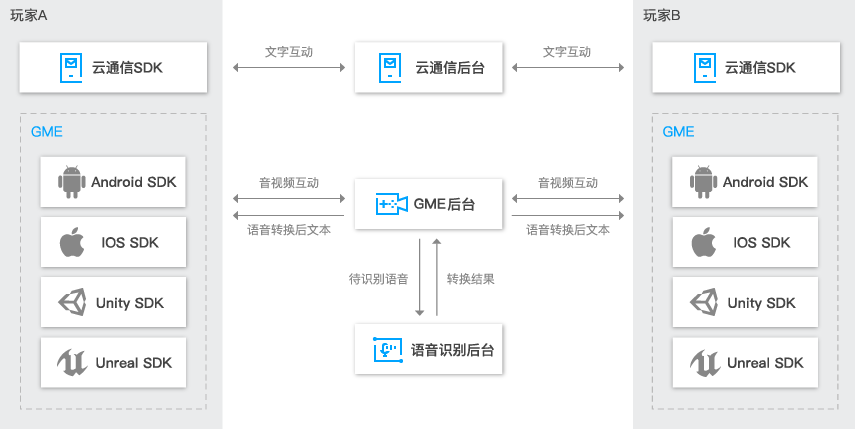 玩家A
云通信SDK
GME
Android SDK
IOS SDK
Unity SDK
Unreal SDK
文字互动
云通信后台
文字互动
音视频互动
语音转换后文本
GME后台
音视频互动
语音转换后文本
待识别语音
转换结果
语音识别后台
玩家B
云通信SDK
GME
Android SDK
IOS SDK
Unity SDK
Unreal SDK